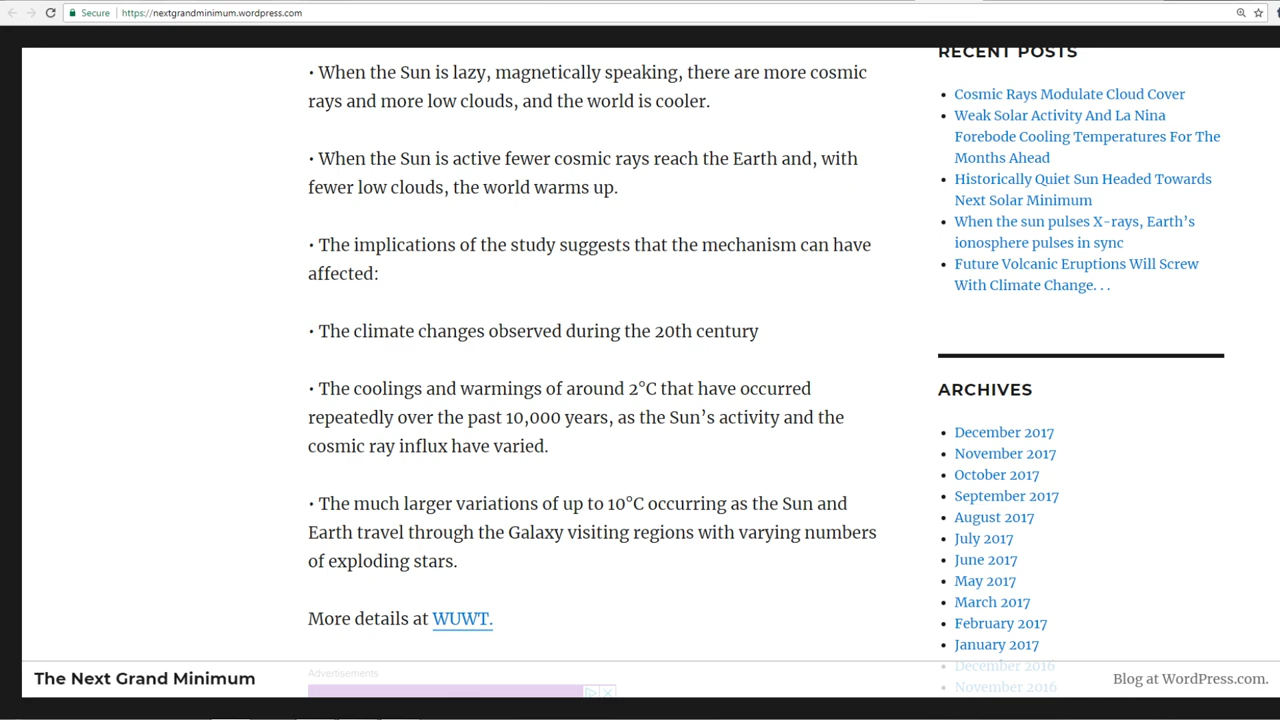 Secure
https://nextgrandminimum.wordpress.com
• When the Sun is lazy, magnetically speaking, there are more cosmic
rays and more low clouds, and the world is cooler.
• When the Sun is active fewer cosmic rays reach the Earth and, with
fewer low clouds, the world warms up.
• The implications of the study suggests that the mechanism can have
affected:
• The climate changes observed during the 20th century
• The coolings and warmings of around 2°C that have occurred
repeatedly over the past 10,000 years, as the Sun’s activity and the
cosmic ray influx have varied.
• The much larger variations of up to 10°C occurring as the Sun and
Earth travel through the Galaxy visiting regions with varying numbers
of exploding stars.
More details at WUWT.
Advertisements
RECENT POSTS
• Cosmic Rays Modulate Cloud Cover
• Weak Solar Activity And La Nina
Forebode Cooling Temperatures For The
Months Ahead
• Historically Quiet Sun Headed Towards
Next Solar Minimum
• When the sun pulses X-rays, Earth’s
ionosphere pulses in sync
• Future Volcanic Eruptions Will Screw
With Climate Change. . .
ARCHIVES
• December 2017
• November 2017
• October 2017
• September 2017
• August 2017
• July 2017
• June 2017
• May 2017
• March 2017
• February 2017
• January 2017
• December 2016
• November 2016
The Next Grand Minimum
Blog at WordPress.com.